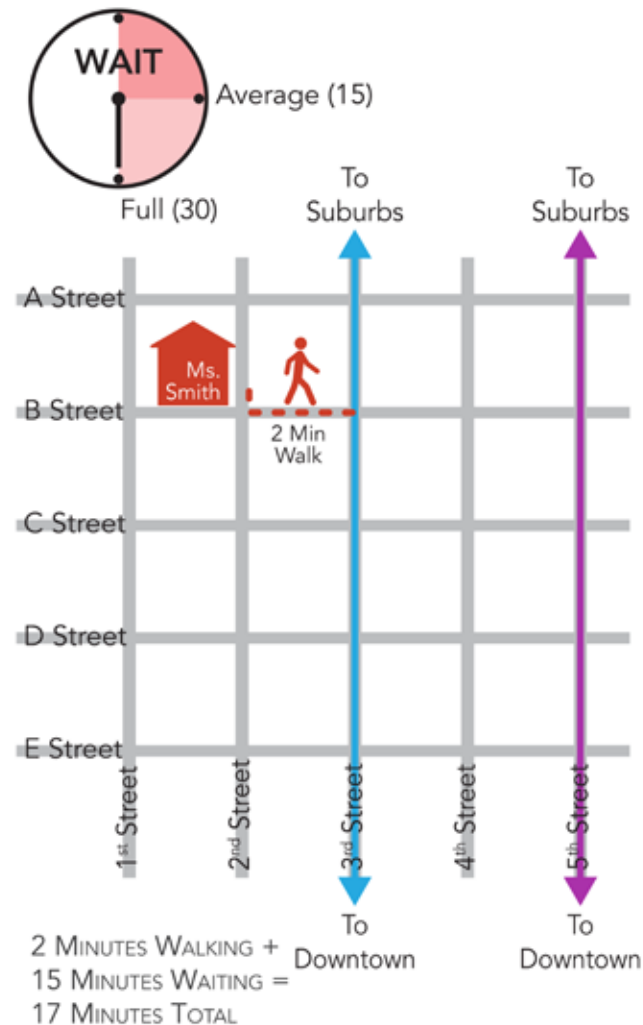 WAIT
Average (15)
Full (30)
To
Suburbs
To
Suburbs
A Street
Ms.
Smith
B Street
2 Min
Walk
C Street
D Street
E Street
1st Street
2nd Street
3rd Street
4th Street
5th Street
To
Downtown
To
Downtown
2 MINUTES WALKING +
15 MINUTES WAITING =
17 MINUTES TOTAL